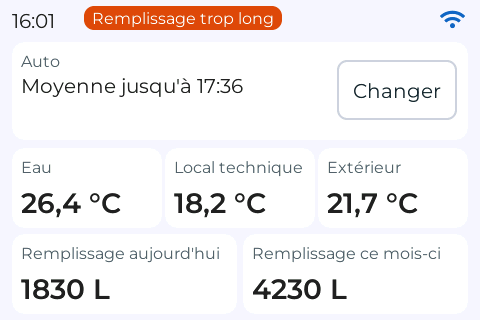 16:01
Remplissage trop long
Auto
Moyenne jusqu'à 17:36
Changer
Eau
Local technique
Extérieur
26,4 °C
18,2 °C
21,7 °C
Remplissage aujourd'hui
Remplissage ce mois-ci
1830 L
4230 L